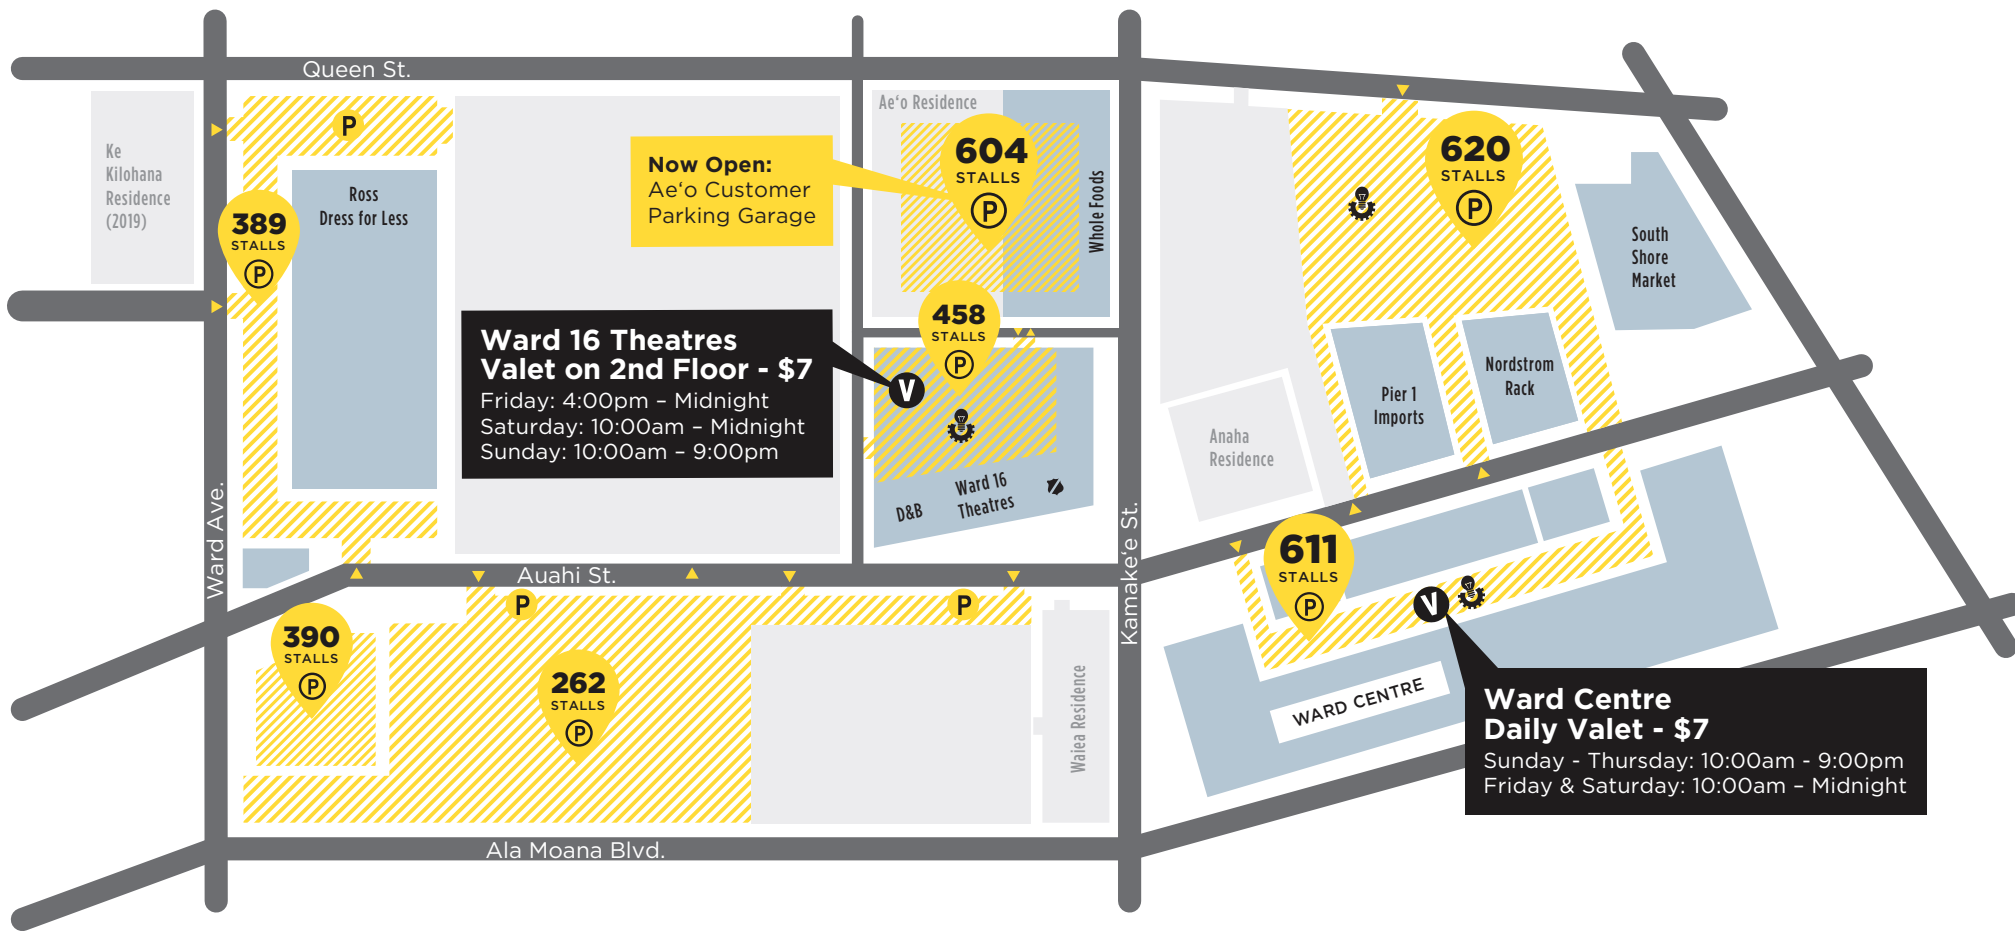 Queen St.
Ke
Kilohana
Residence
(2019)
P
389
STALLS
P
Ross
Dress for Less
Now Open:
Ae‘o Customer
Parking Garage
Ae‘o Residence
604
STALLS
P
Whole Foods
620
STALLS
P
South
Shore
Market
Ward 16 Theatres
Valet on 2nd Floor - $7
Friday: 4:00pm – Midnight
Saturday: 10:00am – Midnight
Sunday: 10:00am – 9:00pm
458
STALLS
P
V
D&B
Ward 16
Theatres
Pier 1
Imports
Nordstrom
Rack
Anaha
Residence
Ward Ave.
Auahi St.
Kamake‘e St.
611
STALLS
P
V
P
P
390
STALLS
P
262
STALLS
P
Waiea Residence
WARD CENTRE
Ward Centre
Daily Valet - $7
Sunday - Thursday: 10:00am - 9:00pm
Friday & Saturday: 10:00am – Midnight
Ala Moana Blvd.